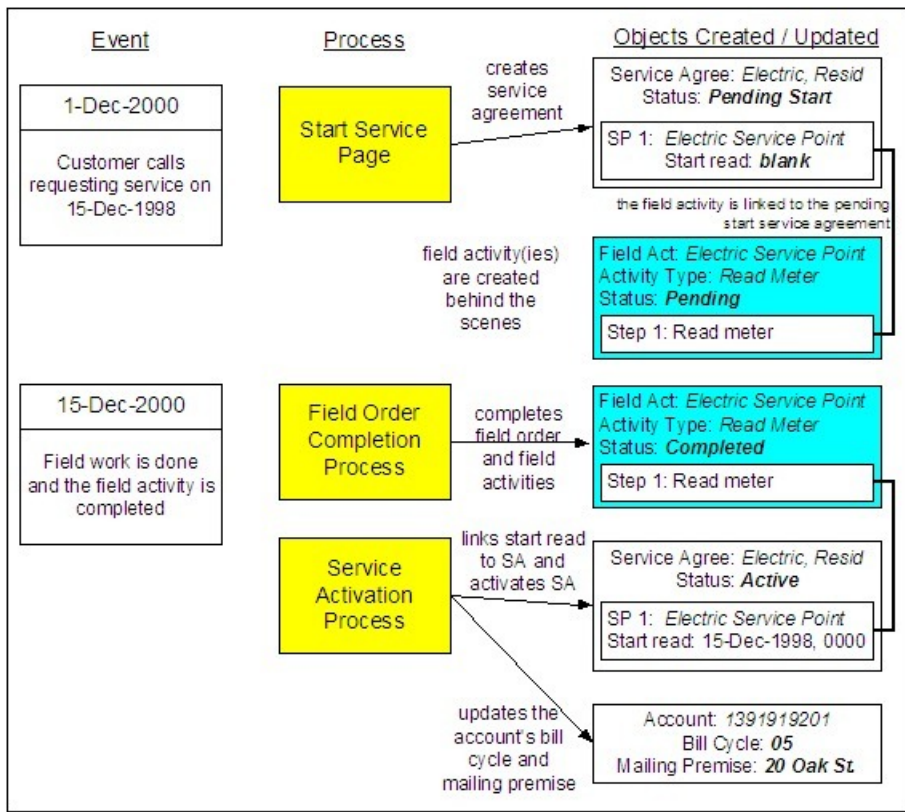 Event
Process
Objects Created / Updated
1-Dec-2000
Customer calls
requesting service on
15-Dec-1998
Start Service
Page
creates
service
agreement
Service Agree: Electric, Resid
Status: Pending Start
SP 1: Electric Service Point
Start read: blank
the field activity is linked to the pending
start service agreement
field activity(ies)
are created
behind the
scenes
Field Act: Electric Service Point
Activity Type: Read Meter
Status: Pending
Step 1: Read meter
15-Dec-2000
Field work is done
and the field activity is
completed
Field Order
Completion
Process
completes
field order
and field
activities
Field Act: Electric Service Point
Activity Type: Read Meter
Status: Completed
Step 1: Read meter
Service
Activation
Process
links start read
to SA and
activates SA
Service Agree: Electric, Resid
Status: Active
SP 1: Electric Service Point
Start read: 15-Dec-1998, 0000
updates the
account's bill
cycle and
mailing premise
Account: 1391919201
Bill Cycle: 05
Mailing Premise: 20 Oak St.